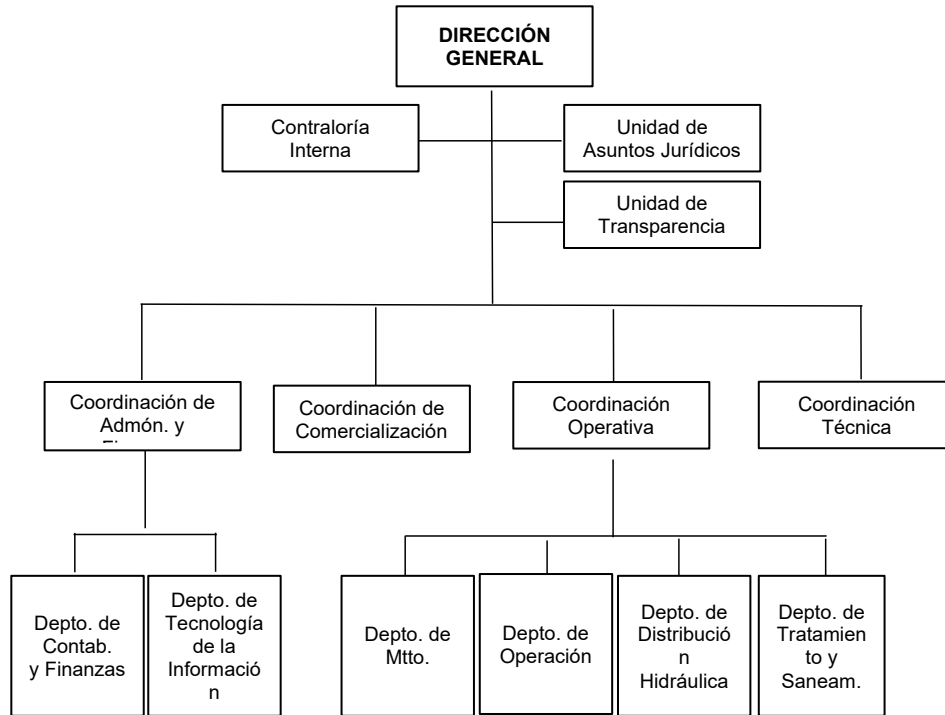 DIRECCIÓN
GENERAL
Contraloría
Interna
Unidad de
Asuntos Jurídicos
Unidad de
Transparencia
Coordinación de
Admón. y
Coordinación de
Comercialización
Coordinación
Operativa
Coordinación
Técnica
Depto. de
Contab.
y Finanzas
Depto. de
Tecnología
de la
Informació
n
Depto. de
Mtto.
Depto. de
Operación
Depto. de
Distribució
n
Hidráulica
Depto. de
Tratamien
to y
Saneam.